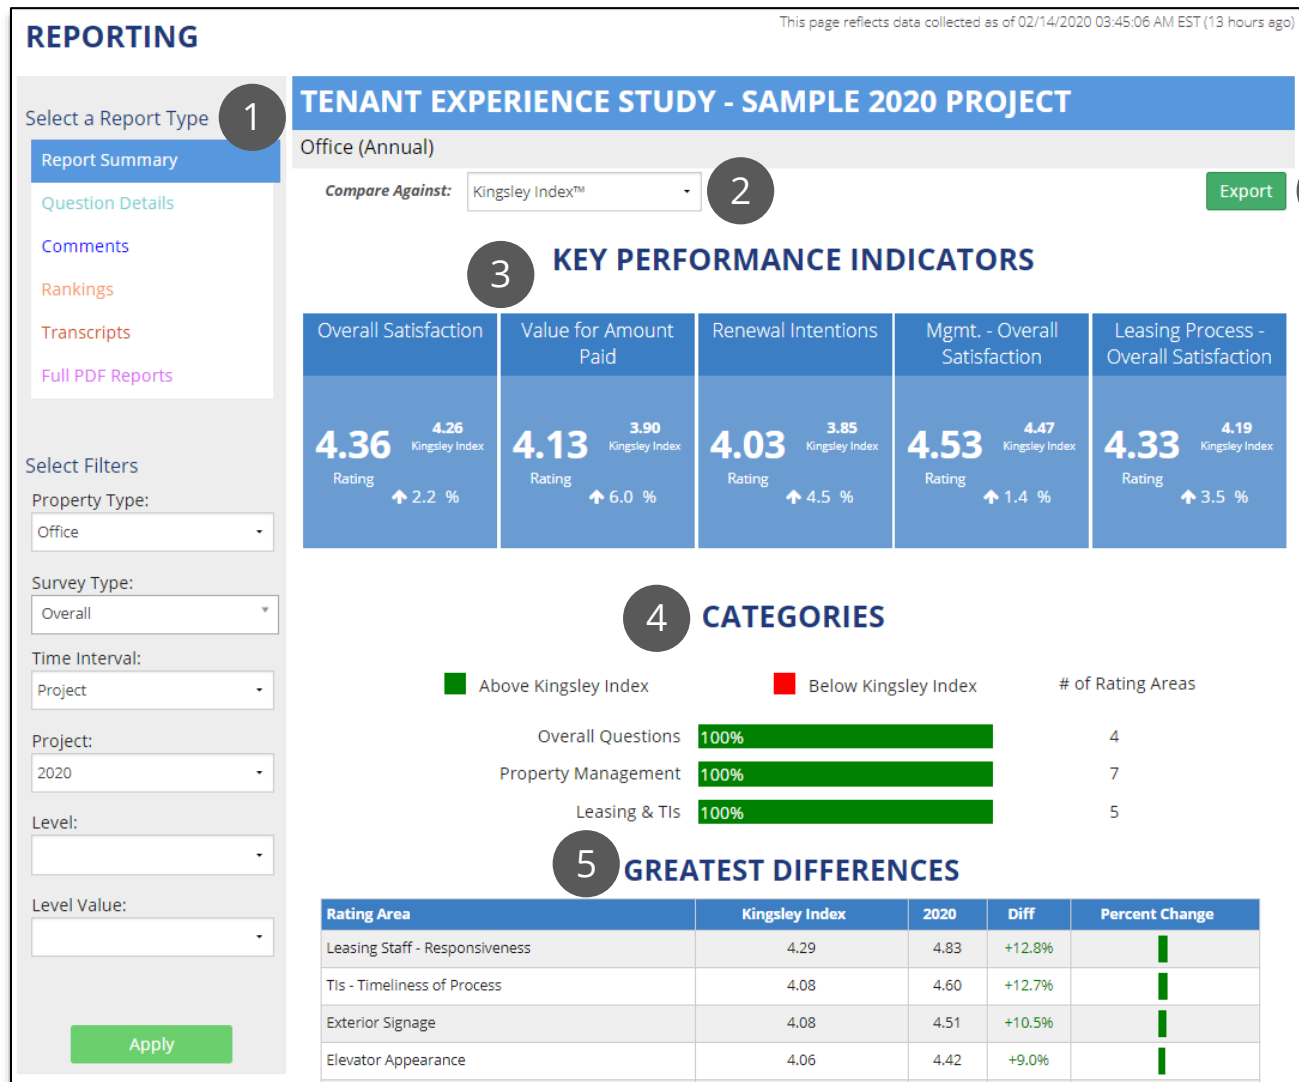 REPORTING
This page reflects data collected as of 02/14/2020 03:45:06 AM EST (13 hours ago)
Select a Report Type
1
Report Summary
Question Details
Comments
Rankings
Transcripts
Full PDF Reports
Select Filters
Property Type:
Office
Survey Type:
Overall
Time Interval:
Project
Project:
2020
Level:
Level Value:
Apply
TENANT EXPERIENCE STUDY - SAMPLE 2020 PROJECT
Office (Annual)
Compare Against: Kingsley Index™
2
Export
3
KEY PERFORMANCE INDICATORS
Overall Satisfaction
4.36
Rating
4.26
Kingsley Index
2.2 %
Value for Amount
Paid
4.13
Rating
3.90
Kingsley Index
6.0 %
Renewal Intentions
4.03
Rating
3.85
Kingsley Index
4.5 %
Mgmt. - Overall
Satisfaction
4.53
Rating
4.47
Kingsley Index
1.4 %
Leasing Process -
Overall Satisfaction
4.33
Rating
4.19
Kingsley Index
3.5 %
4
CATEGORIES
Above Kingsley Index Below Kingsley Index # of Rating Areas
Overall Questions 100% 4
Property Management 100% 7
Leasing & TIs 100% 5
5
GREATEST DIFFERENCES
Rating Area Kingsley Index 2020 Diff Percent Change
Leasing Staff - Responsiveness 4.29 4.83 +12.8%
TIs - Timeliness of Process 4.08 4.60 +12.7%
Exterior Signage 4.08 4.51 +10.5%
Elevator Appearance 4.06 4.42 +9.0%